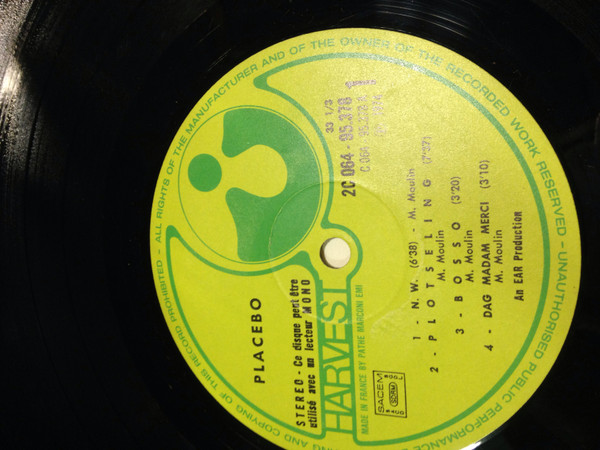 ALL RIGHTS OF THE MANUFACTURER AND OF THE OWNER OF THE RECORDED WORK RESERVED - UNAUTHORISED PUBLIC PERFORMANCE
AND COPYING OF THIS RECORD PROHIBITED -
33 1/3
2C 064-95.278
PLACEBO
STEREO - Ce disque peut être
utilisé avec un lecteur MONO
HARVEST
MADE IN FRANCE BY PATHE MARCONI EMI
SACEM
1 - N.W. (6'38) - M. Moulin
2 - PLOTSELING (7'37)
M. Moulin
3 - BOSSO (3'20)
M. Moulin
4 - DAG MADAM MERCI (3'10)
M. Moulin
An EAR Production